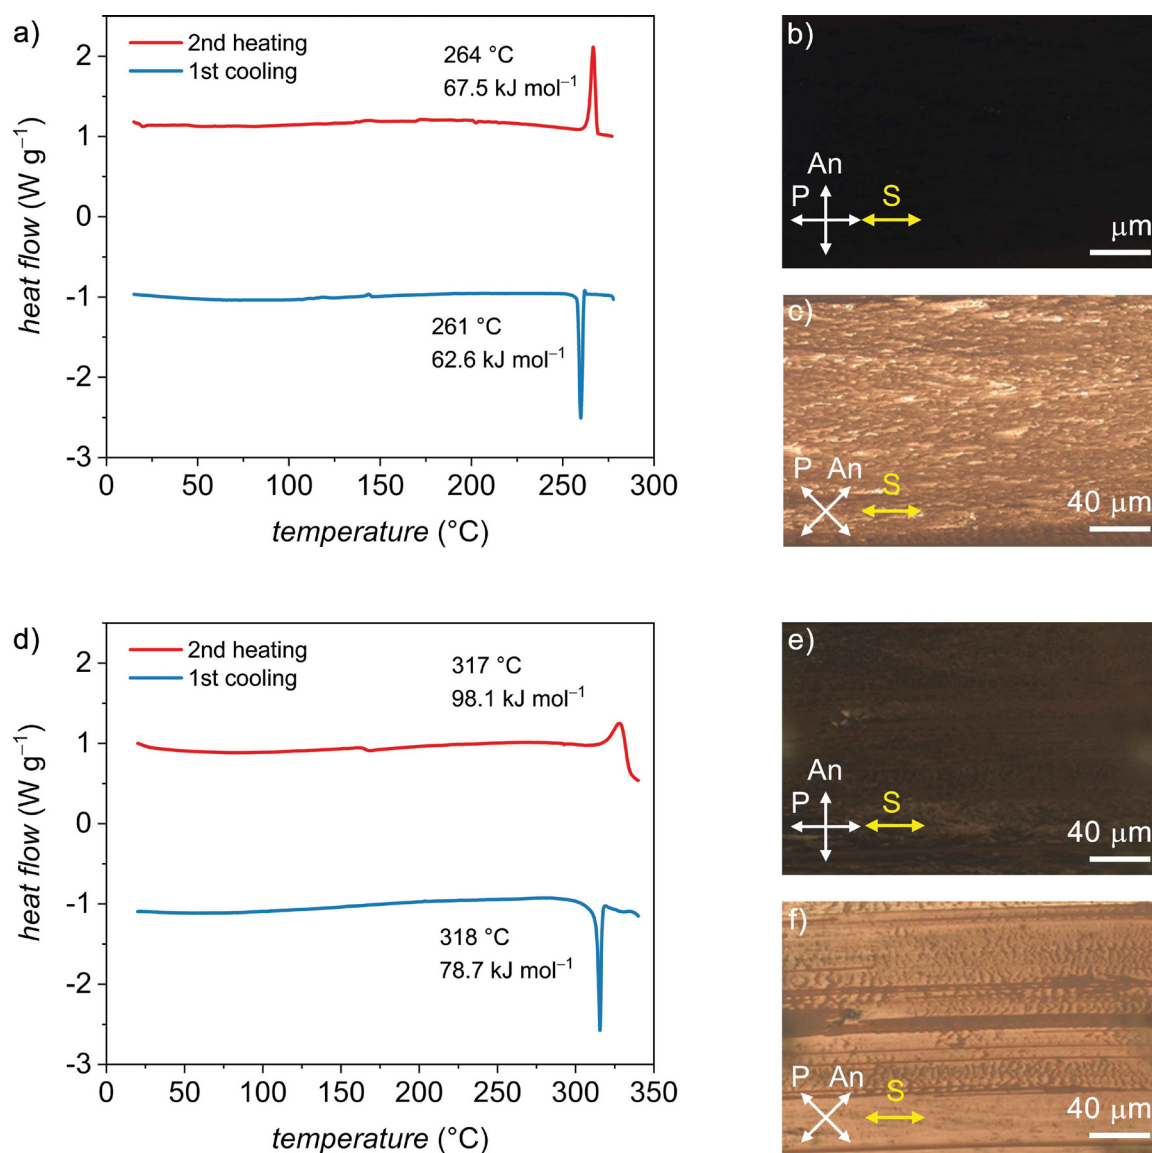 a)
2nd heating
1st cooling
264 °C
67.5 kJ mol⁻¹
261 °C
62.6 kJ mol⁻¹
2
1
0
-1
-2
-3
heat flow (W g⁻¹)
0 50 100 150 200 250 300
temperature (°C)
b)
An
P
S
μm
c)
P An
S
40 μm
d)
2nd heating
1st cooling
317 °C
98.1 kJ mol⁻¹
318 °C
78.7 kJ mol⁻¹
2
1
0
-1
-2
-3
heat flow (W g⁻¹)
0 50 100 150 200 250 300 350
temperature (°C)
e)
An
P
S
40 μm
f)
P An
S
40 μm